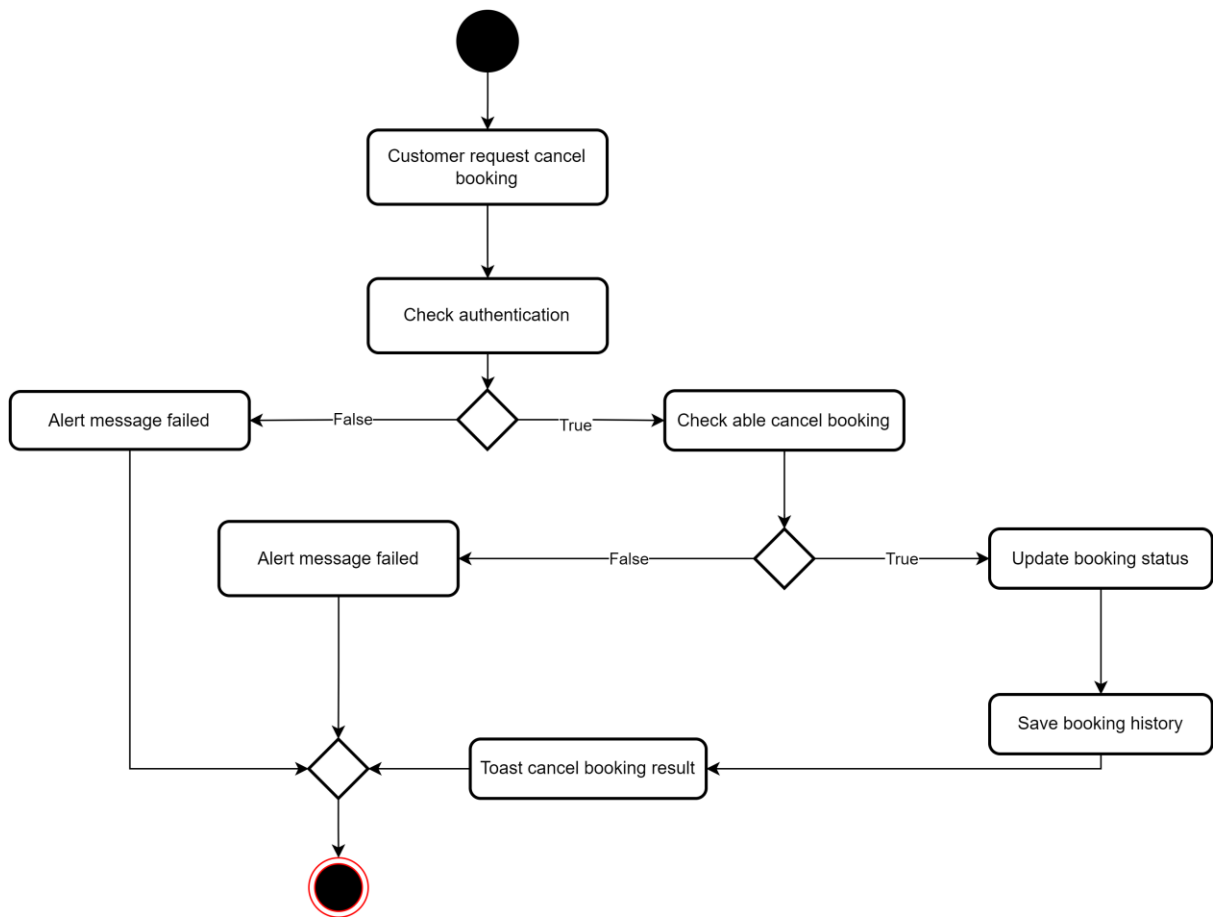 Customer request cancel
booking
Check authentication
Alert message failed
False
True
Check able cancel booking
Alert message failed
False
True
Update booking status
Save booking history
Toast cancel booking result